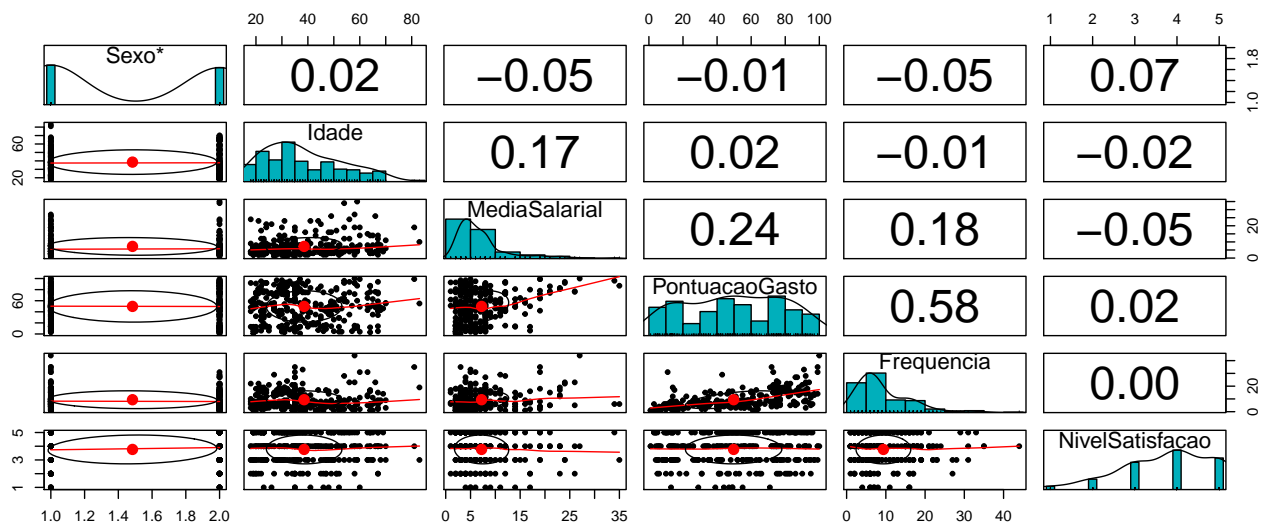 20 40 60 80 0 20 40 60 80 100 1 2 3 4 5
Sexo*
0.02 −0.05 −0.01 −0.05 0.07
1.0 1.8
20 60
Idade
0.17 0.02 −0.01 −0.02
MediaSalarial
0.24 0.18 −0.05
0 20
0 60
PontuacaoGasto
0.58 0.02
Frequencia
0.00
0 20
1 3 5
NivelSatisfacao
1.0 1.2 1.4 1.6 1.8 2.0 0 5 15 25 35 0 10 20 30 40